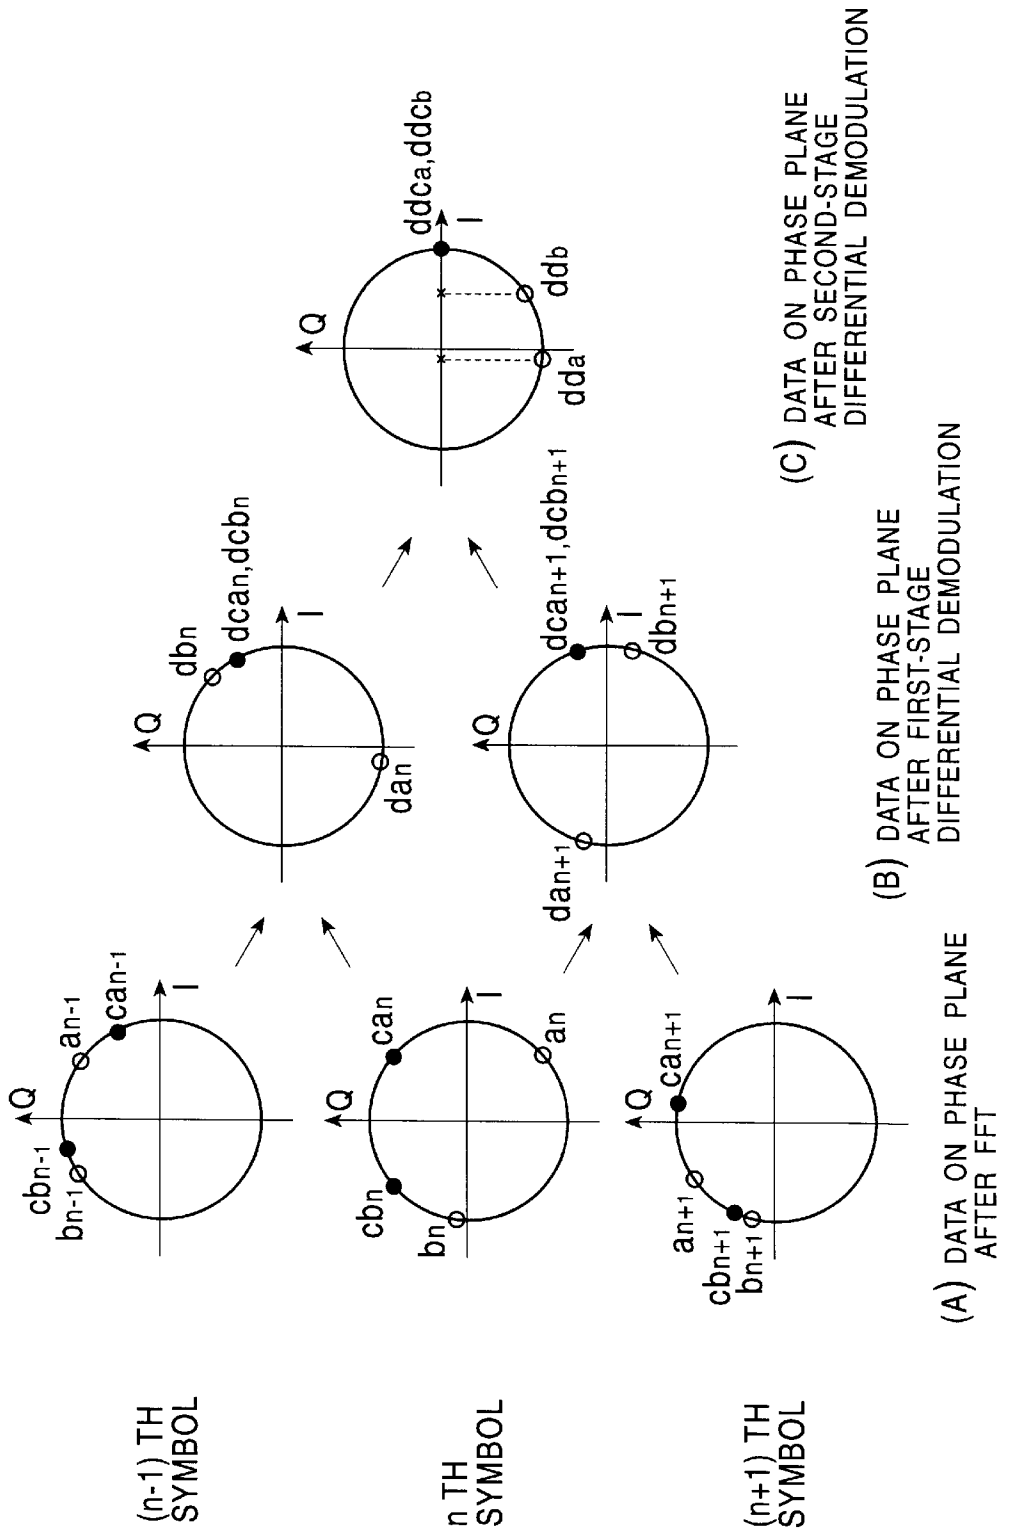 (n-1) TH
SYMBOL
Q
cbn-1
bn-1
an-1
can-1
I
n TH
SYMBOL
Q
cbn
bn
can
an
I
(n+1) TH
SYMBOL
Q
an+1
cbn+1
bn+1
can+1
I
(A) DATA ON PHASE PLANE
AFTER FFT
Q
dbn
dcan,dcbn
dan
I
Q
dan+1
dcan+1,dcbn+1
dbn+1
I
(B) DATA ON PHASE PLANE
AFTER FIRST-STAGE
DIFFERENTIAL DEMODULATION
Q
ddca,ddcb
I
dda
ddb
(C) DATA ON PHASE PLANE
AFTER SECOND-STAGE
DIFFERENTIAL DEMODULATION